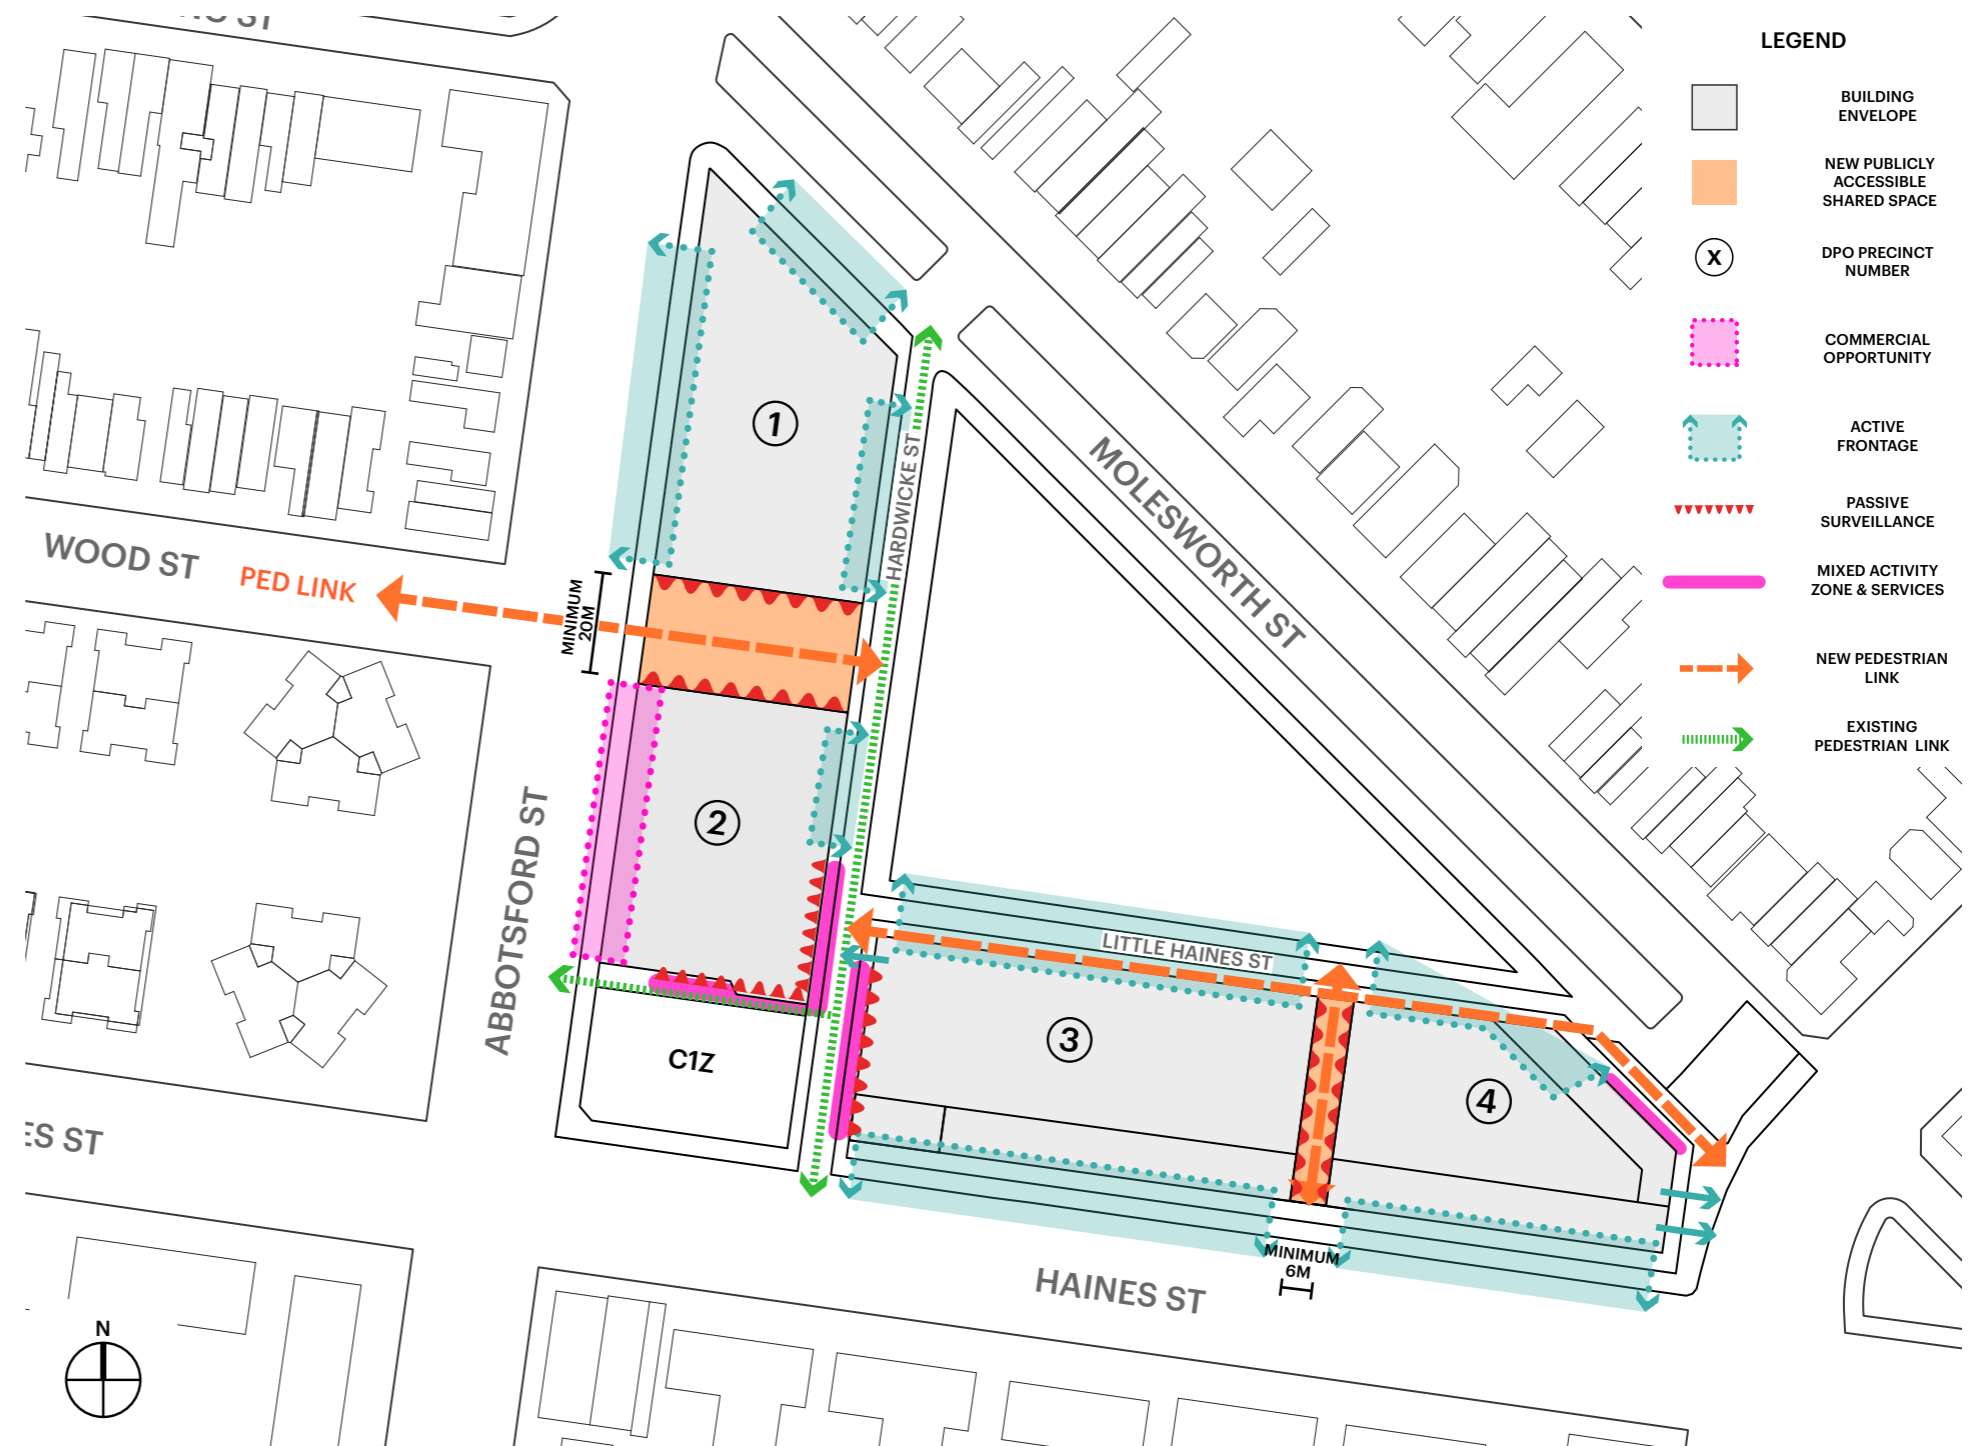 LEGEND
BUILDING
ENVELOPE
NEW PUBLICLY
ACCESSIBLE
SHARED SPACE
X
DPO PRECINCT
NUMBER
COMMERCIAL
OPPORTUNITY
ACTIVE
FRONTAGE
PASSIVE
SURVEILLANCE
MIXED ACTIVITY
ZONE & SERVICES
NEW PEDESTRIAN
LINK
EXISTING
PEDESTRIAN LINK
WOOD ST
PED LINK
MINIMUM
20M
1
HARDWICKE ST
MOLESWORTH ST
2
ABBOTSFORD ST
C1Z
LITTLE HAINES ST
3
4
ES ST
HAINES ST
MINIMUM
6M
N